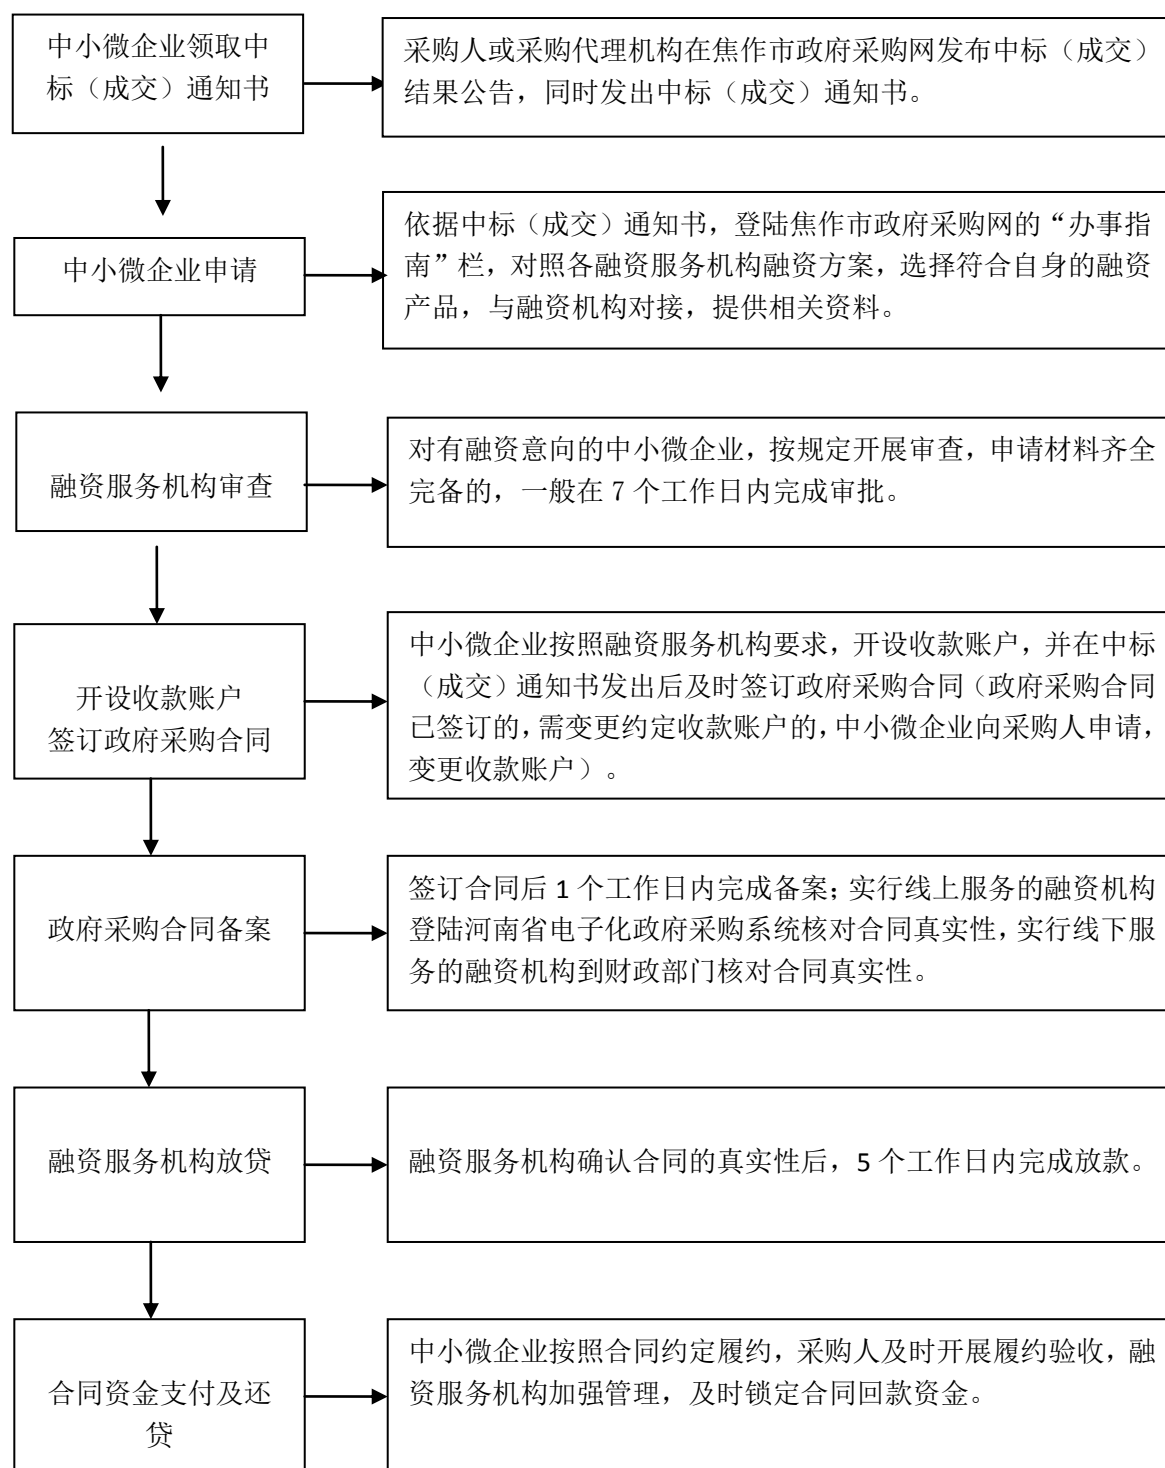 中小微企业领取中
标（成交）通知书
采购人或采购代理机构在焦作市政府采购网发布中标（成交）
结果公告，同时发出中标（成交）通知书。
中小微企业申请
依据中标（成交）通知书，登陆焦作市政府采购网的“办事指
南”栏，对照各融资服务机构融资方案，选择符合自身的融资
产品，与融资机构对接，提供相关资料。
融资服务机构审查
对有融资意向的中小微企业，按规定开展审查，申请材料齐全
完备的，一般在 7 个工作日内完成审批。
开设收款账户
签订政府采购合同
中小微企业按照融资服务机构要求，开设收款账户，并在中标
（成交）通知书发出后及时签订政府采购合同（政府采购合同
已签订的，需变更约定收款账户的，中小微企业向采购人申请，
变更收款账户）。
政府采购合同备案
签订合同后 1 个工作日内完成备案；实行线上服务的融资机构
登陆河南省电子化政府采购系统核对合同真实性，实行线下服
务的融资机构到财政部门核对合同真实性。
融资服务机构放贷
融资服务机构确认合同的真实性后，5 个工作日内完成放款。
合同资金支付及还
贷
中小微企业按照合同约定履约，采购人及时开展履约验收，融
资服务机构加强管理，及时锁定合同回款资金。